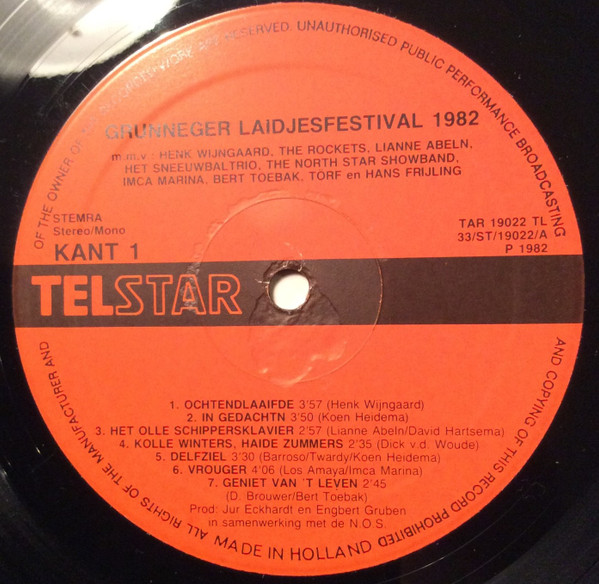 OF THE OWNER OF THE RECORDED WORK ARE RESERVED. UNAUTHORISED PUBLIC PERFORMANCE BROADCASTING
GRUNNEGER LAIDJESFESTIVAL 1982
m.m.v.: HENK WIJNGAARD, THE ROCKETS, LIANNE ABELN,
HET SNEEUWBALTRIO, THE NORTH STAR SHOWBAND,
IMCA MARINA, BERT TOEBAK, TORF en HANS FRIJLING
STEMRA
Stereo/Mono
KANT 1
TAR 19022 TL
33/ST/19022/A
P 1982
TELSTAR
1. OCHTENDLAAIFDE 3'57 (Henk Wijngaard)
2. IN GEDACHTN 3'50 (Koen Heidema)
3. HET OLLE SCHIPPERSKLAVIER 2'57 (Lianne Abeln/David Hartsema)
4. KOLLE WINTERS, HAIDE ZUMMERS 2'35 (Dick v.d. Woude)
5. DELFZIEL 3'30 (Barroso/Twardy/Koen Heidema)
6. VROUGER 4'06 (Los Amaya/Imca Marina)
7. GENIET VAN 'T LEVEN 2'45
(D. Brouwer/Bert Toebak)
Prod: Jur Eckhardt en Engbert Gruben
in samenwerking met de N.O.S.
AND COPYING OF THIS RECORD PROHIBITED
ALL RIGHTS OF THE MANUFACTURER AND
MADE IN HOLLAND